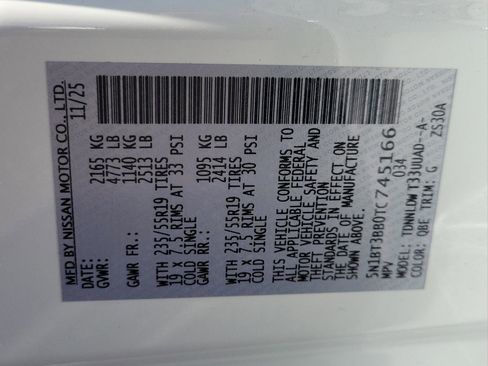 MFD BY NISSAN MOTOR CO., LTD.
DATE: 11/25
GVWR: 2165 KG
4773 LB
GAWR FR.: 1140 KG
2513 LB
WITH 235/55R19 TIRES
19 X 7.5 RIMS AT 33 PSI
COLD SINGLE
GAWR RR.: 1095 KG
2414 LB
WITH 235/55R19 TIRES
19 X 7.5 RIMS AT 30 PSI
COLD SINGLE
THIS VEHICLE CONFORMS TO
ALL APPLICABLE FEDERAL
MOTOR VEHICLE SAFETY AND
THEFT PREVENTION
STANDARDS IN EFFECT ON
THE DATE OF MANUFACTURE
SHOWN ABOVE.
5N1BT3BB0TC745166
MPV 034
MODEL: TDNNLDW T33UUAD-A-
COLOR: QBE TRIM: G ZS30A